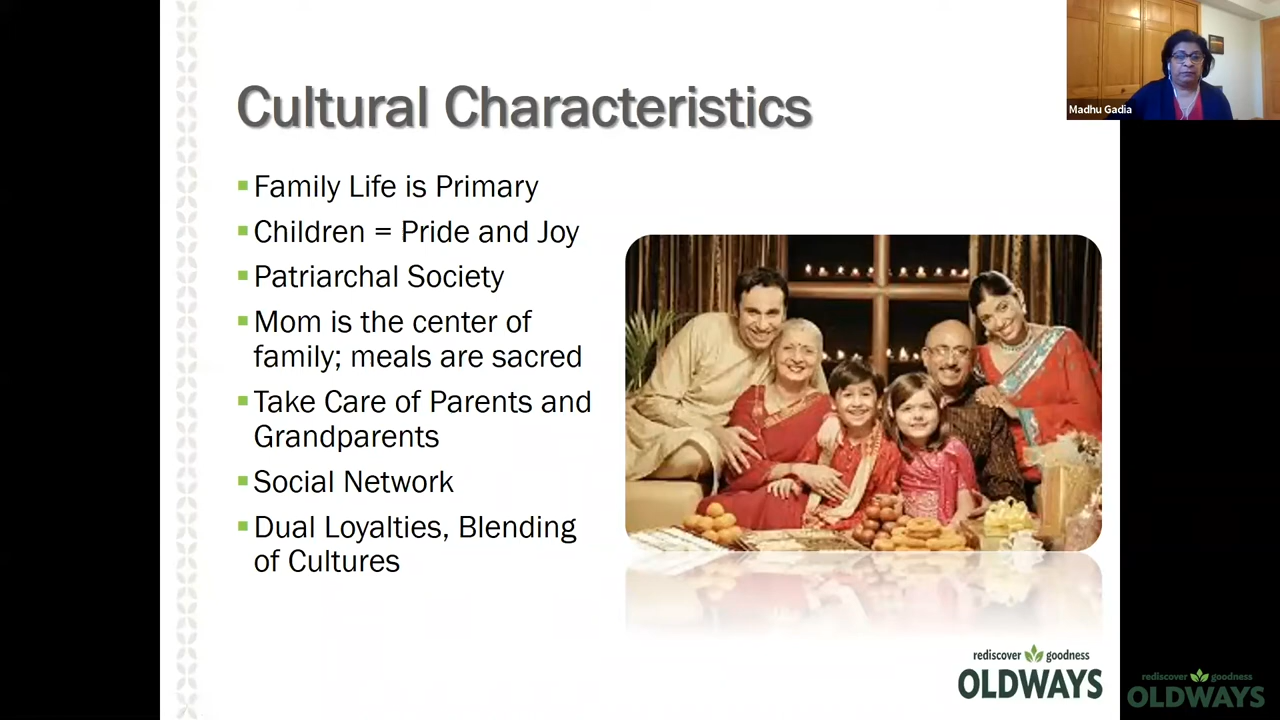 Cultural Characteristics
Family Life is Primary
Children = Pride and Joy
Patriarchal Society
Mom is the center of
family; meals are sacred
Take Care of Parents and
Grandparents
Social Network
Dual Loyalties, Blending
of Cultures
Madhu Gadia
rediscover goodness
OLDWAYS
rediscover goodness
OLDWAYS